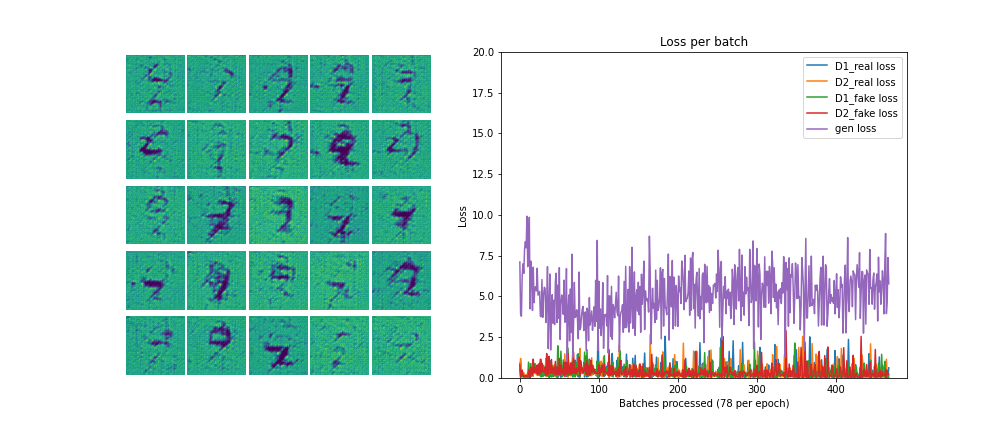 Loss per batch
20.0
17.5
15.0
12.5
10.0
7.5
5.0
2.5
0.0
Loss
D1_real loss
D2_real loss
D1_fake loss
D2_fake loss
gen loss
0 100 200 300 400
Batches processed (78 per epoch)